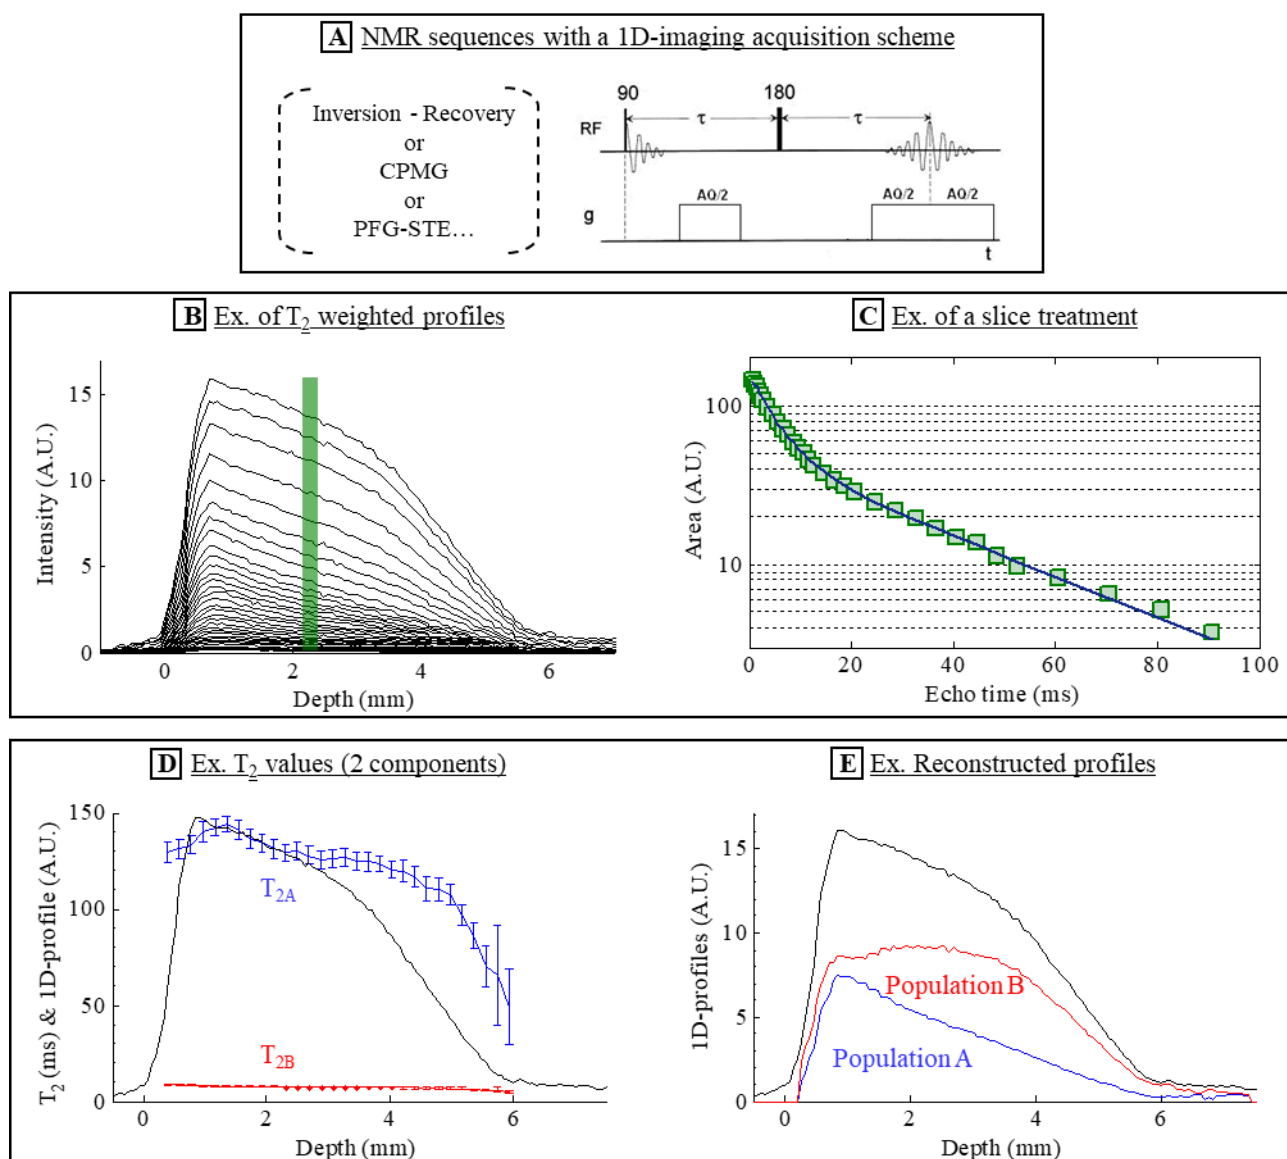 A NMR sequences with a 1D-imaging acquisition scheme
Inversion - Recovery
or
CPMG
or
PFG-STE…
90
180
τ
τ
RF
AQ/2
AQ/2
AQ/2
g
t
B Ex. of T2 weighted profiles
15
10
5
0
Intensity (A.U.)
0
2
4
6
Depth (mm)
C Ex. of a slice treatment
100
10
Area (A.U.)
0
20
40
60
80
100
Echo time (ms)
D Ex. T2 values (2 components)
150
100
50
0
T2 (ms) & 1D-profile (A.U.)
T2A
T2B
0
2
4
6
Depth (mm)
E Ex. Reconstructed profiles
15
10
5
0
1D-profiles (A.U.)
Population B
Population A
0
2
4
6
Depth (mm)